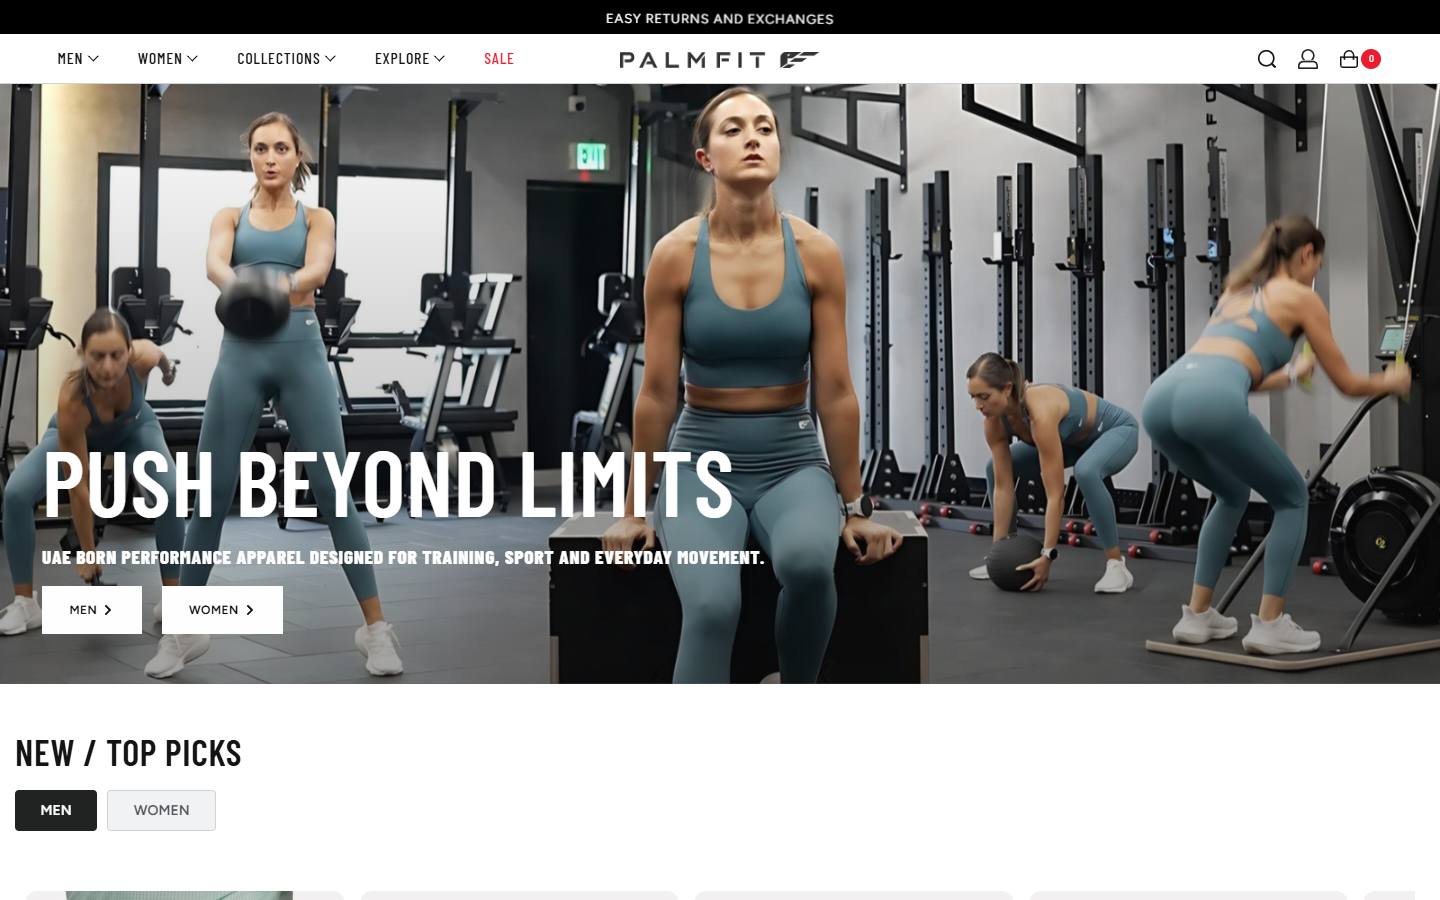 EASY RETURNS AND EXCHANGES
MEN
WOMEN
COLLECTIONS
EXPLORE
SALE
PALMFIT
0
EXIT
PUSH BEYOND LIMITS
UAE BORN PERFORMANCE APPAREL DESIGNED FOR TRAINING, SPORT AND EVERYDAY MOVEMENT.
MEN
WOMEN
NEW / TOP PICKS
MEN
WOMEN